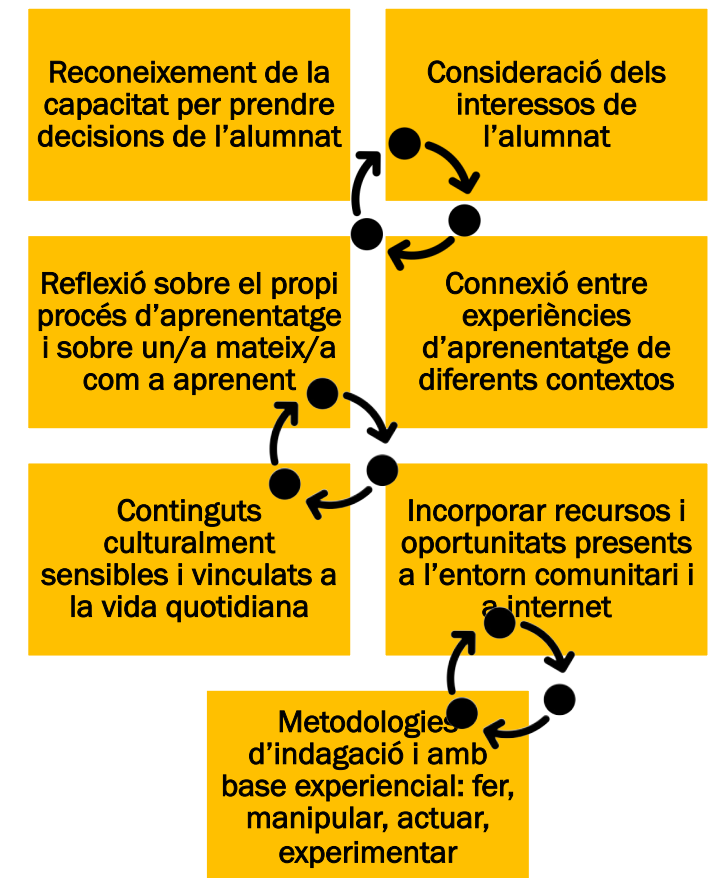 Reconeixement de la
capacitat per prendre
decisions de l’alumnat
Consideració dels
interessos de
l’alumnat
Reflexió sobre el propi
procés d’aprenentatge
i sobre un/a mateix/a
com a aprenent
Connexió entre
experiències
d’aprenentatge de
diferents contextos
Continguts
culturalment
sensibles i vinculats a
la vida quotidiana
Incorporar recursos i
oportunitats presents
a l’entorn comunitari i
a internet
Metodologies
d’indagació i amb
base experiencial: fer,
manipular, actuar,
experimentar